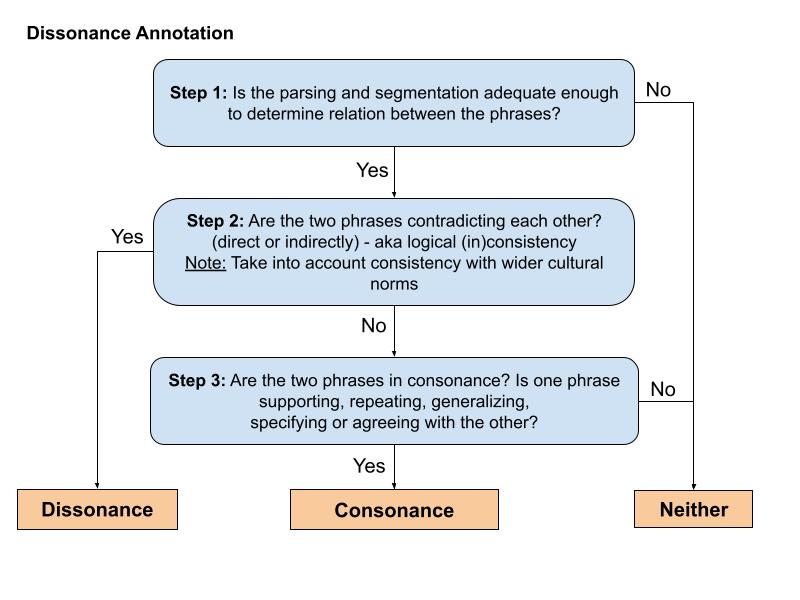 Dissonance Annotation
Step 1: Is the parsing and segmentation adequate enough
to determine relation between the phrases?
No
Yes
Step 2: Are the two phrases contradicting each other?
(direct or indirectly) - aka logical (in)consistency
Note: Take into account consistency with wider cultural
norms
Yes
No
Step 3: Are the two phrases in consonance? Is one phrase
supporting, repeating, generalizing,
specifying or agreeing with the other?
No
Yes
Dissonance
Consonance
Neither